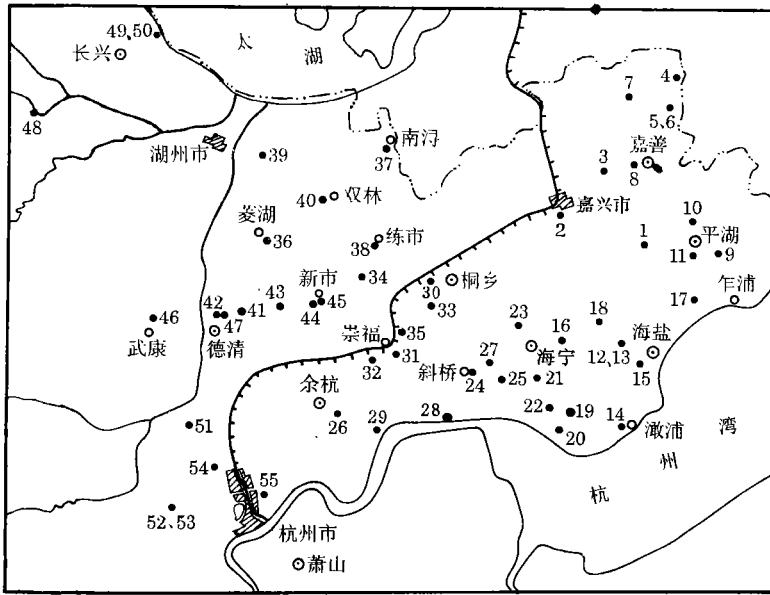 49、50
太
湖
长兴
4
7
5、6
48
湖州市
南浔
37
39
嘉善
3
8
40
双林
嘉兴市
2
菱湖
36
练市
38
10
1
平湖
9
11
34
桐乡
30
新市
43
45
44
33
乍浦
17
42
41
47
46
武康
德清
崇福
35
23
18
16
海盐
海宁
12、13
15
31
32
斜桥
27
24
25
21
余杭
26
29
28
22
19
20
14
澉浦
湾
州
杭
51
54
55
52、53
杭州市
萧山